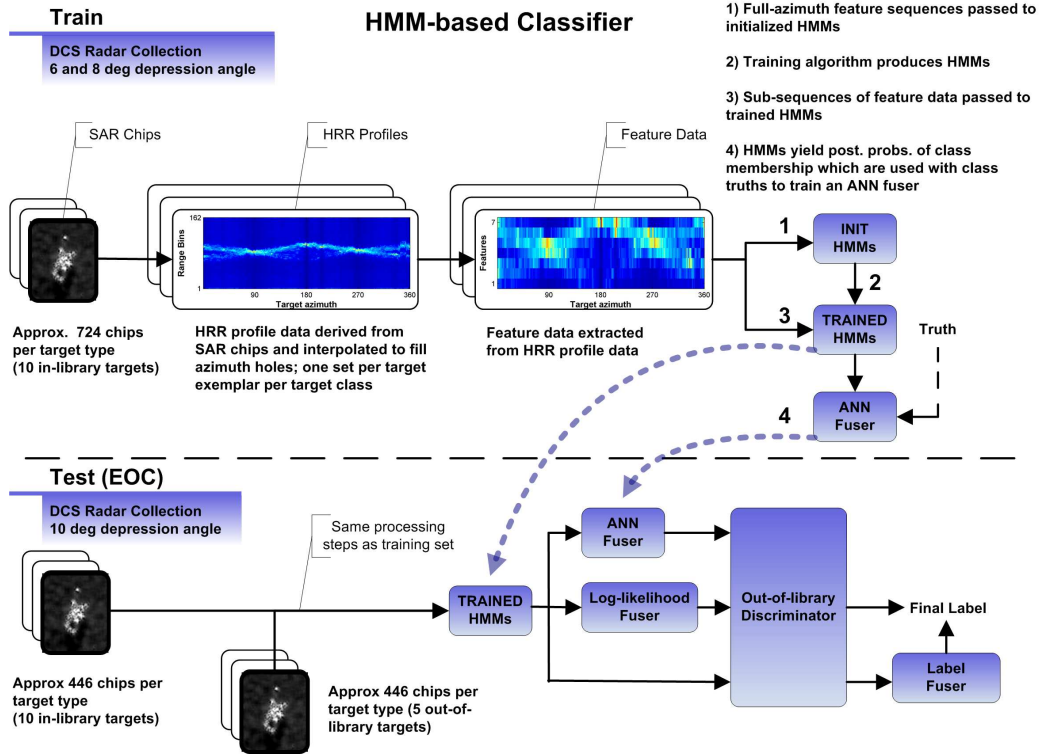 Train
HMM-based Classifier
DCS Radar Collection
6 and 8 deg depression angle
1) Full-azimuth feature sequences passed to
initialized HMMs
2) Training algorithm produces HMMs
3) Sub-sequences of feature data passed to
trained HMMs
4) HMMs yield post. probs. of class
membership which are used with class
truths to train an ANN fuser
SAR Chips
HRR Profiles
Feature Data
162
Range Bins
1
90
180
270
360
Target azimuth
7
Features
1
90
180
270
360
Target azimuth
1
INIT
HMMs
2
3
TRAINED
HMMs
Truth
4
ANN
Fuser
Approx. 724 chips
per target type
(10 in-library targets)
HRR profile data derived from
SAR chips and interpolated to fill
azimuth holes; one set per target
exemplar per target class
Feature data extracted
from HRR profile data
Test (EOC)
DCS Radar Collection
10 deg depression angle
Same processing
steps as training set
TRAINED
HMMs
ANN
Fuser
Log-likelihood
Fuser
Out-of-library
Discriminator
Final Label
Label
Fuser
Approx 446 chips per
target type
(10 in-library targets)
Approx 446 chips per
target type (5 out-of-
library targets)